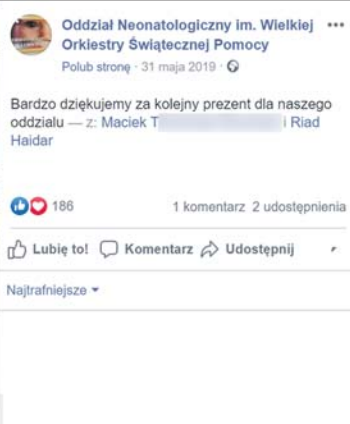 Oddział Neonatologiczny im. Wielkiej
Orkiestry Świątecznej Pomocy
Polub stronę · 31 maja 2019 ·
Bardzo dziękujemy za kolejny prezent dla naszego
oddzialu — z: Maciek T i Riad
Haidar
186
1 komentarz 2 udostępnienia
Lubię to! Komentarz Udostępnij
Najtrafniejsze